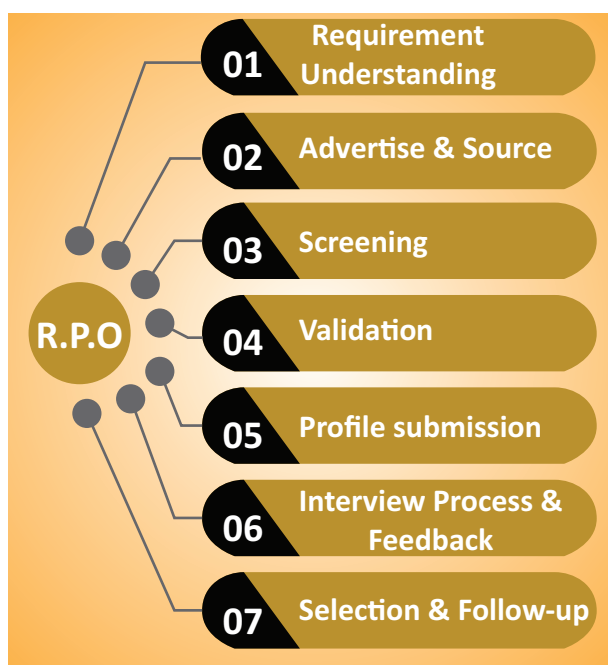 01
Requirement
Understanding
02
Advertise & Source
03
Screening
R.P.O
04
Validation
05
Profile submission
06
Interview Process &
Feedback
07
Selection & Follow-up